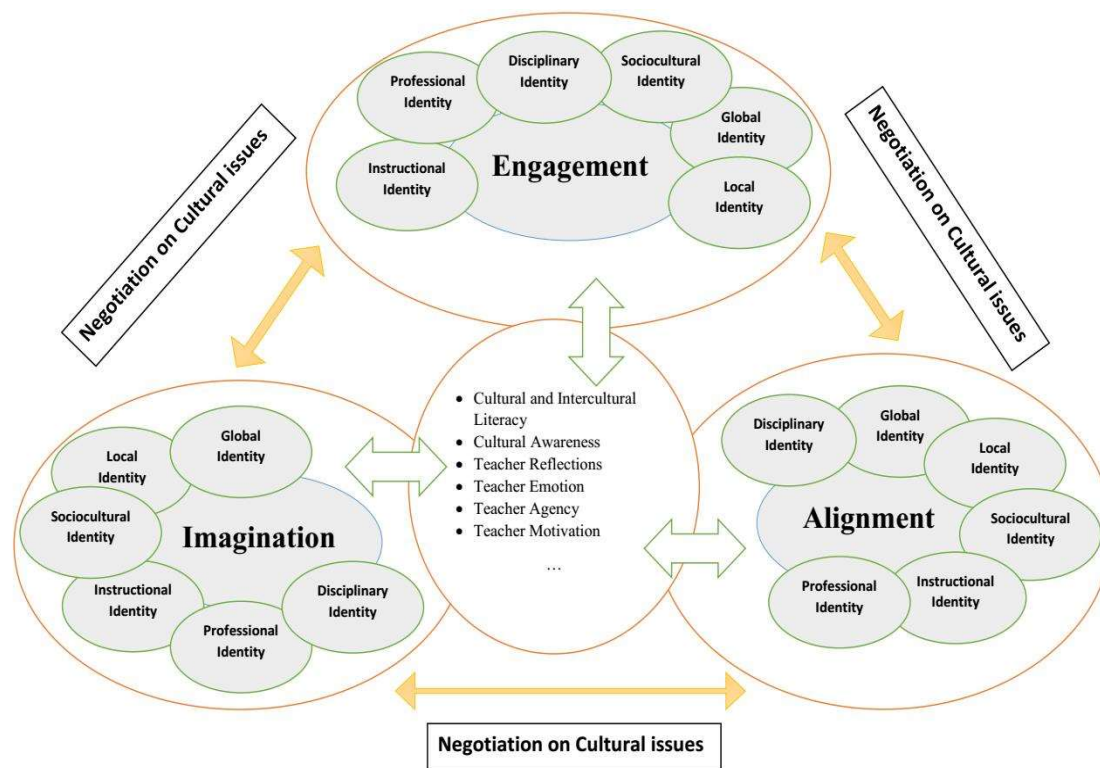 Disciplinary
Identity
Sociocultural
Identity
Professional
Identity
Global
Identity
Instructional
Identity
Engagement
Local
Identity
Negotiation on Cultural issues
Negotiation on Cultural issues
• Cultural and Intercultural
Literacy
• Cultural Awareness
• Teacher Reflections
• Teacher Emotion
• Teacher Agency
• Teacher Motivation
...
Global
Identity
Local
Identity
Sociocultural
Identity
Imagination
Instructional
Identity
Disciplinary
Identity
Professional
Identity
Disciplinary
Identity
Global
Identity
Local
Identity
Alignment
Sociocultural
Identity
Professional
Identity
Instructional
Identity
Negotiation on Cultural issues